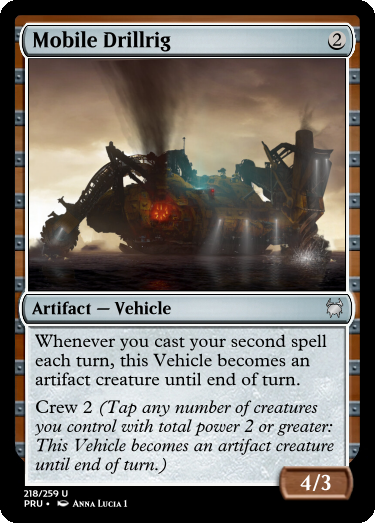 Mobile Drillrig 2
Artifact — Vehicle
Whenever you cast your second spell
each turn, this Vehicle becomes an
artifact creature until end of turn.
Crew 2 (Tap any number of creatures
you control with total power 2 or greater:
This Vehicle becomes an artifact creature
until end of turn.)
4/3
218/259 U
PRU • Anna Lucia I